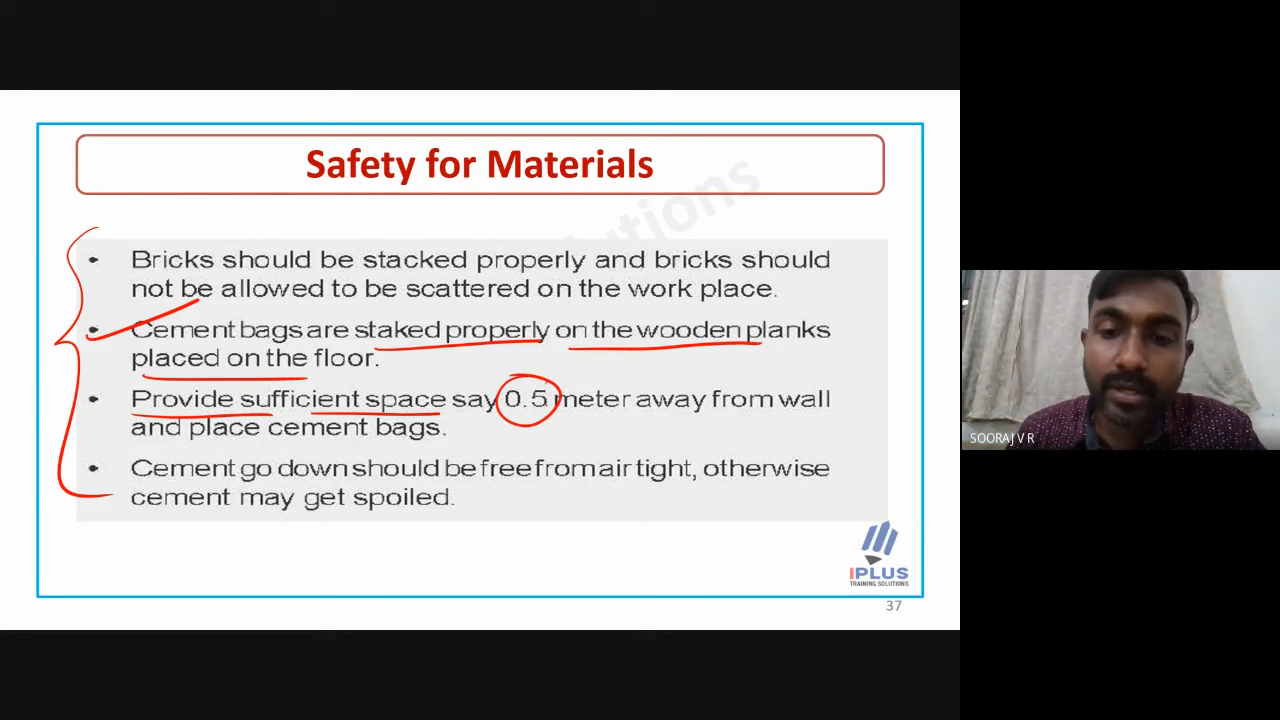 Safety for Materials
utions
• Bricks should be stacked properly and bricks should
not be allowed to be scattered on the work place.
• Cement bags are staked properly on the wooden planks
placed on the floor.
• Provide sufficient space say 0.5 meter away from wall
and place cement bags.
• Cement go down should be free from air tight, otherwise
cement may get spoiled.
IPLUS
TRAINING SOLUTIONS
37
SOORAJ V R